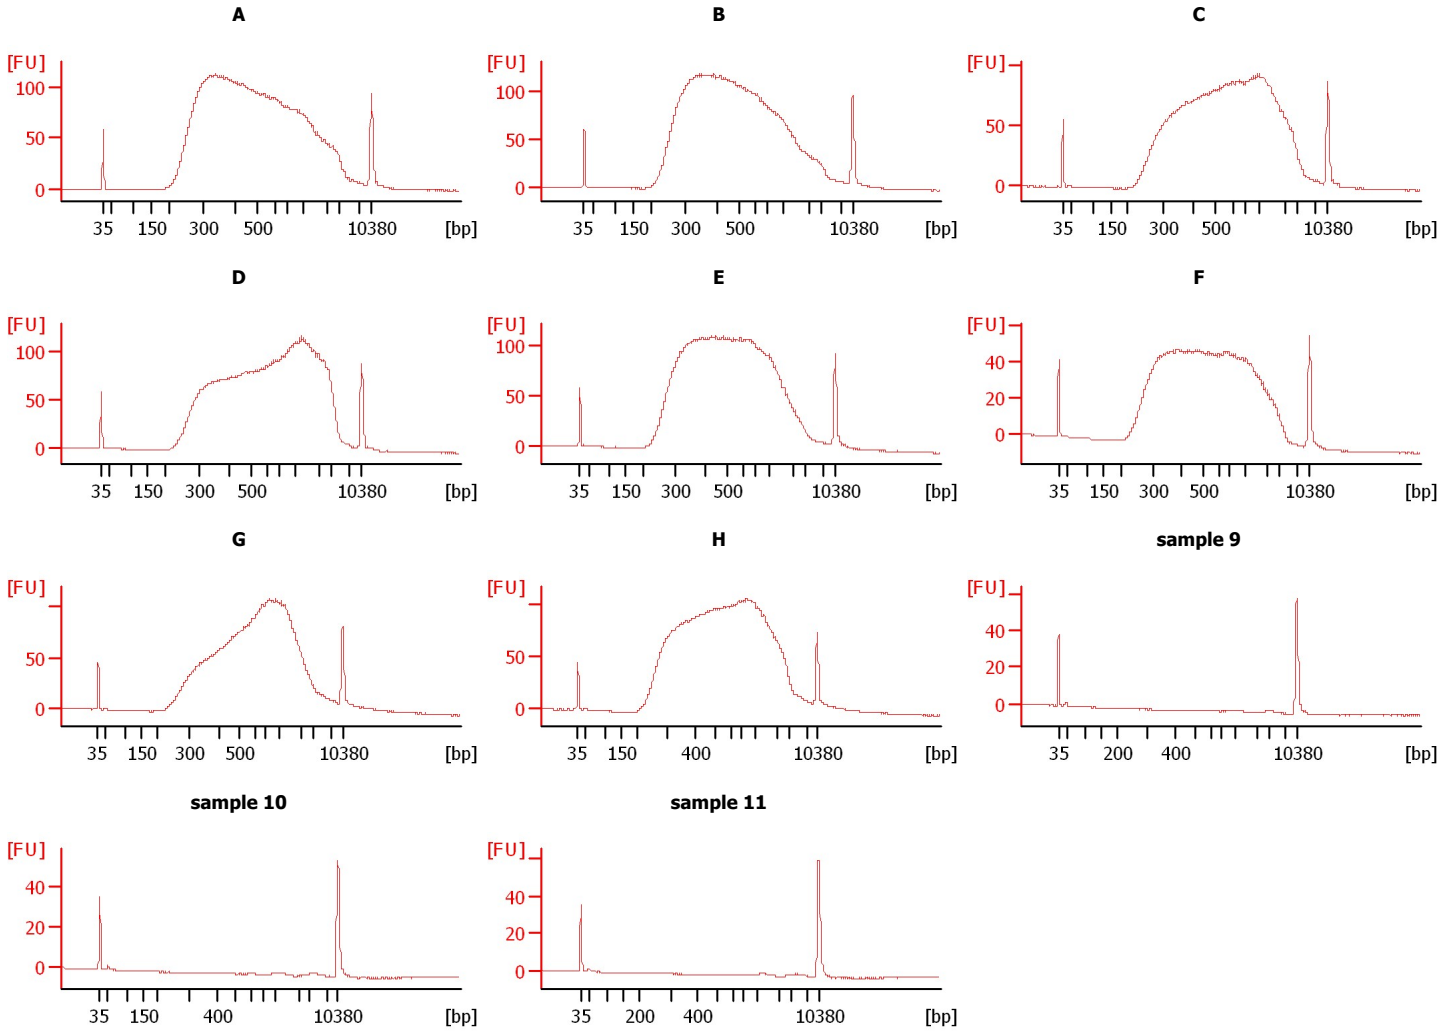 A B C
[FU] [FU] [FU]
100 100
50 50 50
0 0 0
35 150 300 500 10380 [bp] 35 150 300 500 10380 [bp] 35 150 300 500 10380 [bp]
D E F
[FU] [FU] [FU]
100 100 40
50 50 20
0 0 0
35 150 300 500 10380 [bp] 35 150 300 500 10380 [bp] 35 150 300 500 10380 [bp]
G H sample 9
[FU] [FU] [FU]
40
50 50 20
0 0 0
35 150 300 500 10380 [bp] 35 150 400 10380 [bp] 35 200 400 10380 [bp]
sample 10 sample 11
[FU] [FU]
40 40
20 20
0 0
35 150 400 10380 [bp] 35 200 400 10380 [bp]